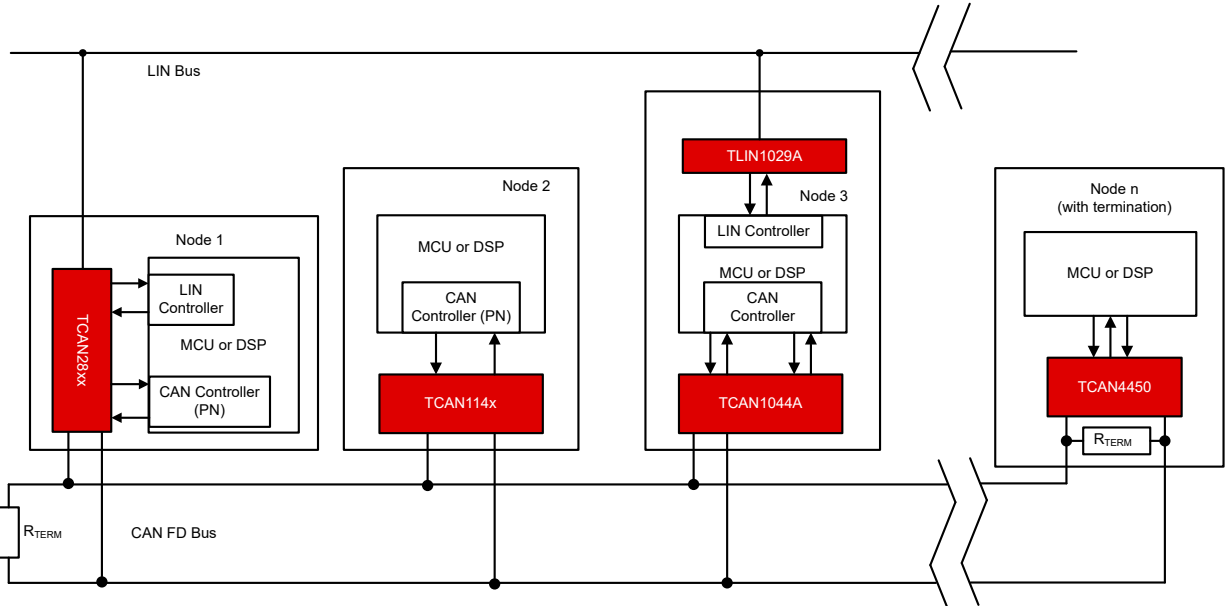 LIN Bus
Node 1
TCAN28xx
LIN
Controller
MCU or DSP
CAN Controller
(PN)
Node 2
MCU or DSP
CAN
Controller (PN)
TCAN114x
TLIN1029A
Node 3
LIN Controller
MCU or DSP
CAN
Controller
TCAN1044A
Node n
(with termination)
MCU or DSP
TCAN4450
RTERM
RTERM
CAN FD Bus